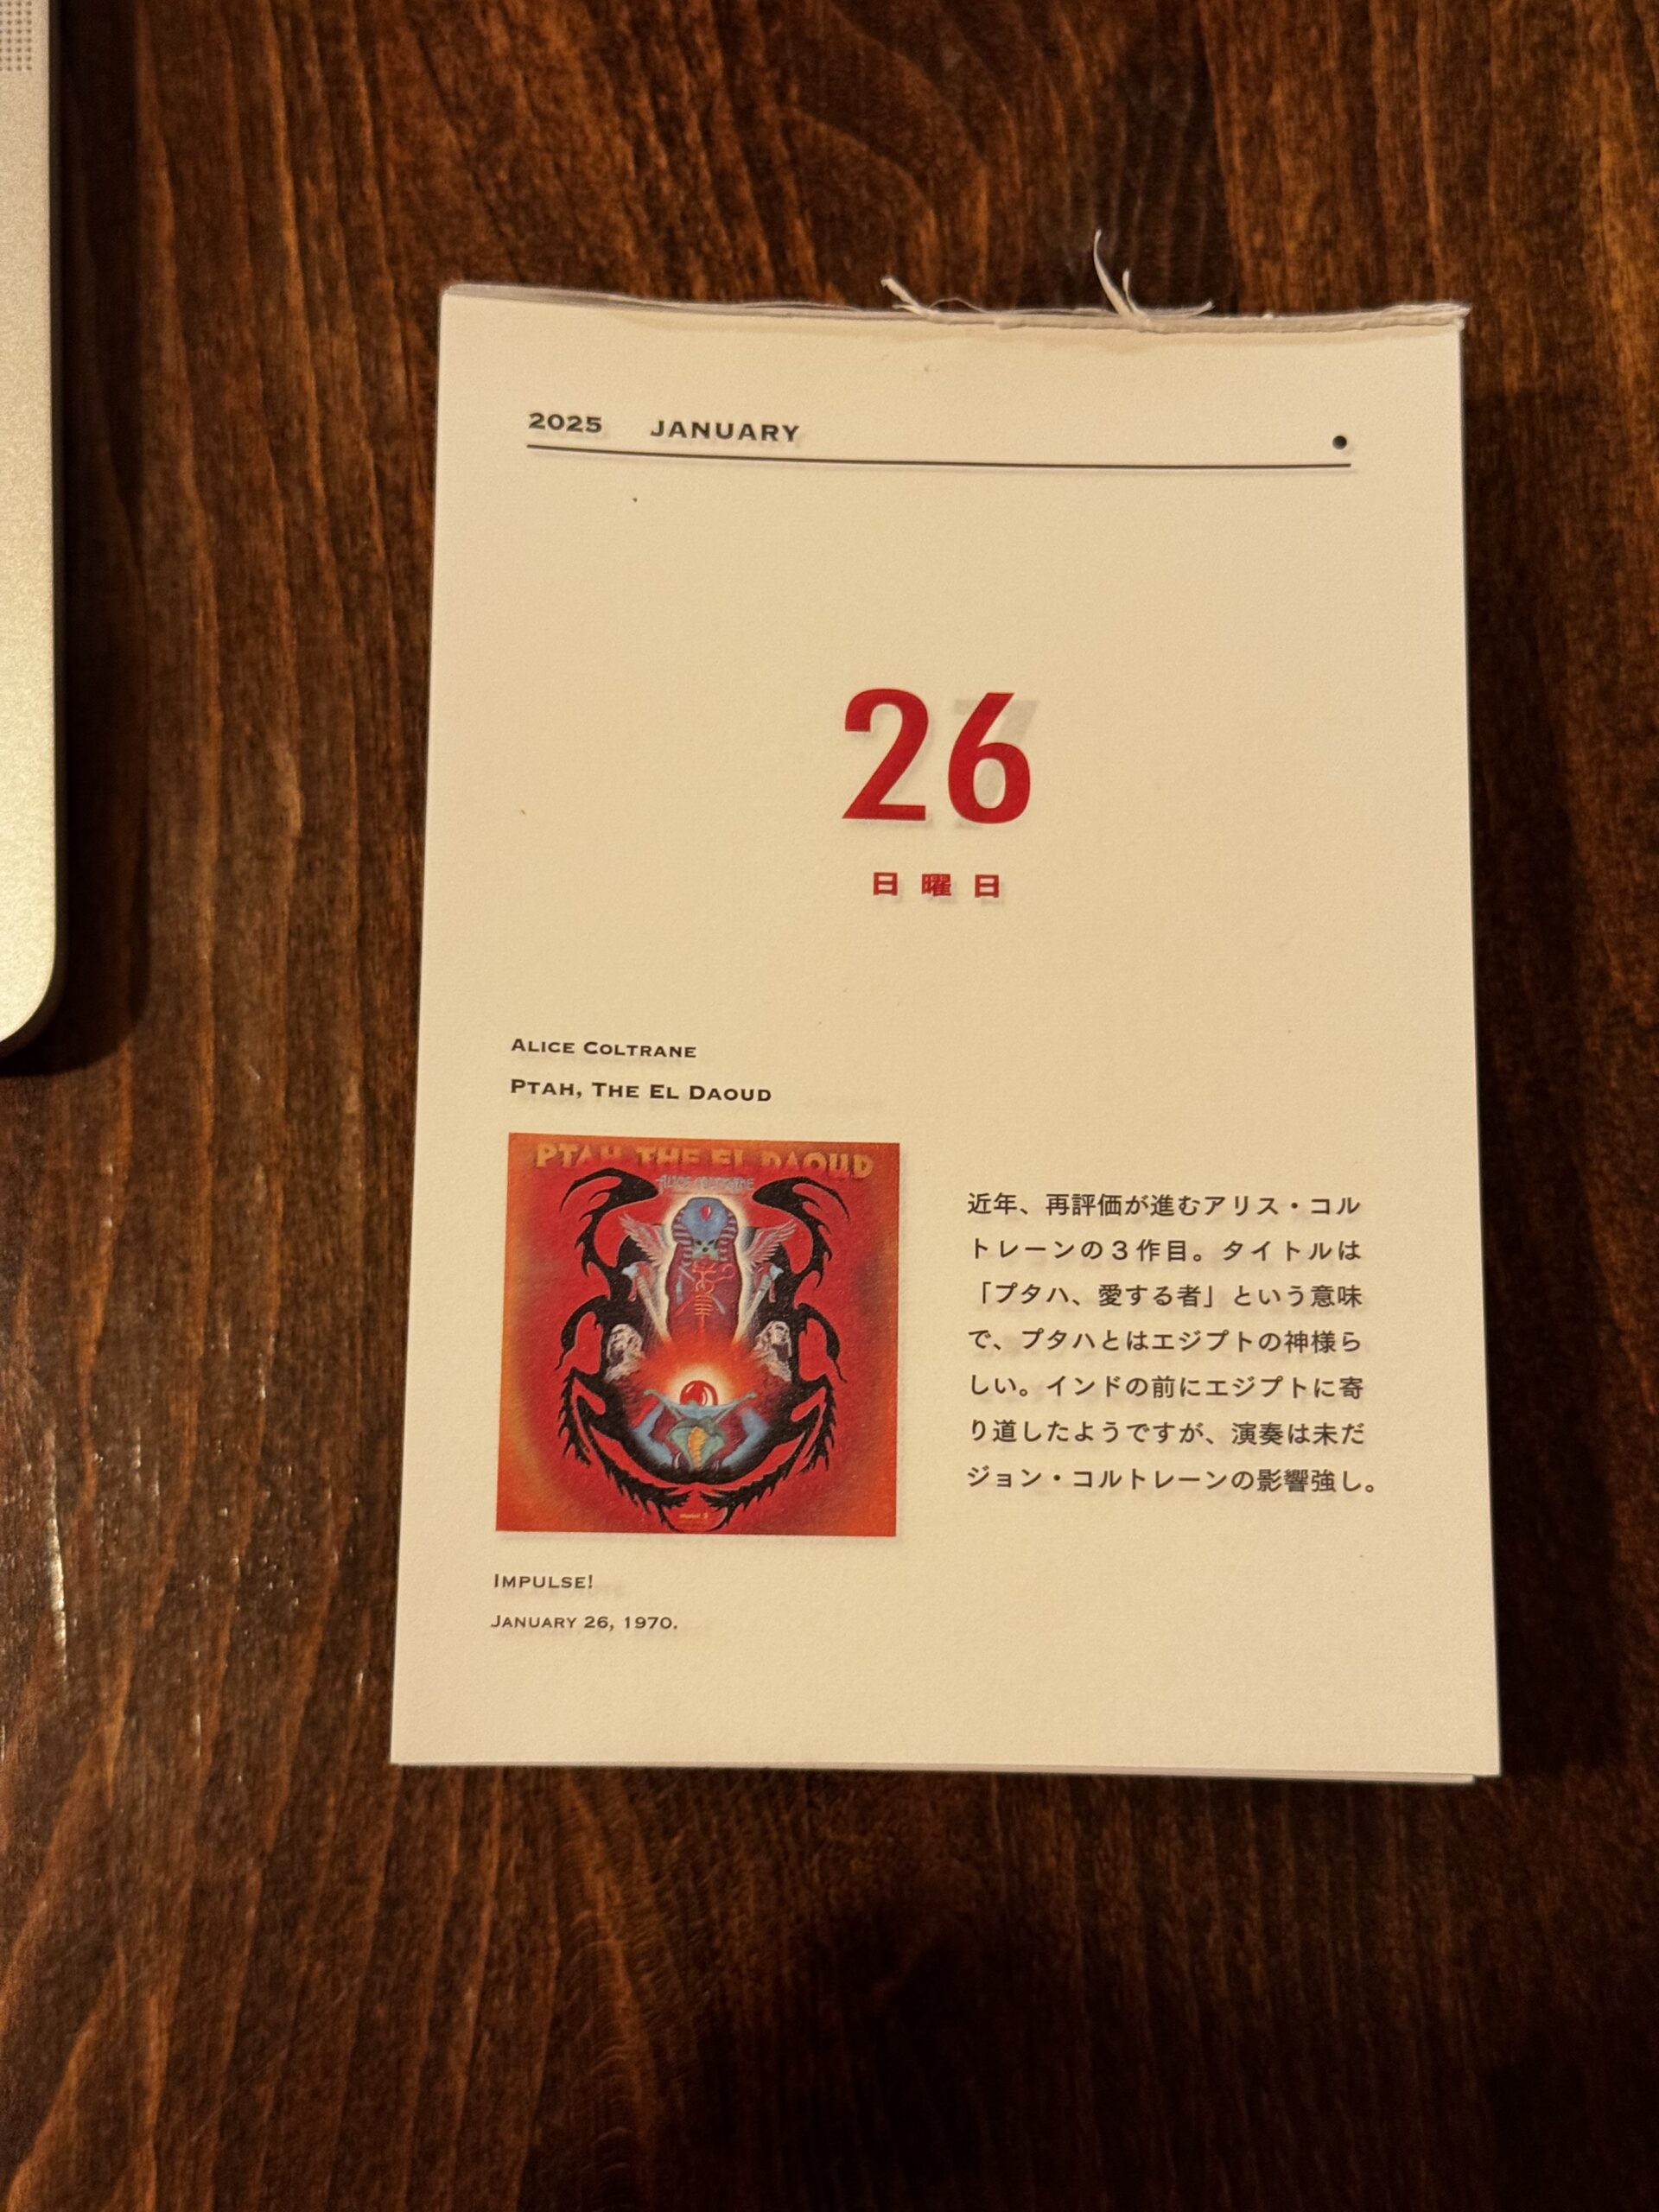 2025 JANUARY
26
日曜日
ALICE COLTRANE
PTAH, THE EL DAOUD
PTAH THE EL DAOUD
ALICE COLTRANE
近年、再評価が進むアリス・コル
トレーンの3作目。タイトルは
「プタハ、愛する者」という意味
で、プタハとはエジプトの神様ら
しい。インドの前にエジプトに寄
り道したようですが、演奏は未だ
ジョン・コルトレーンの影響強し。
IMPULSE!
JANUARY 26, 1970.